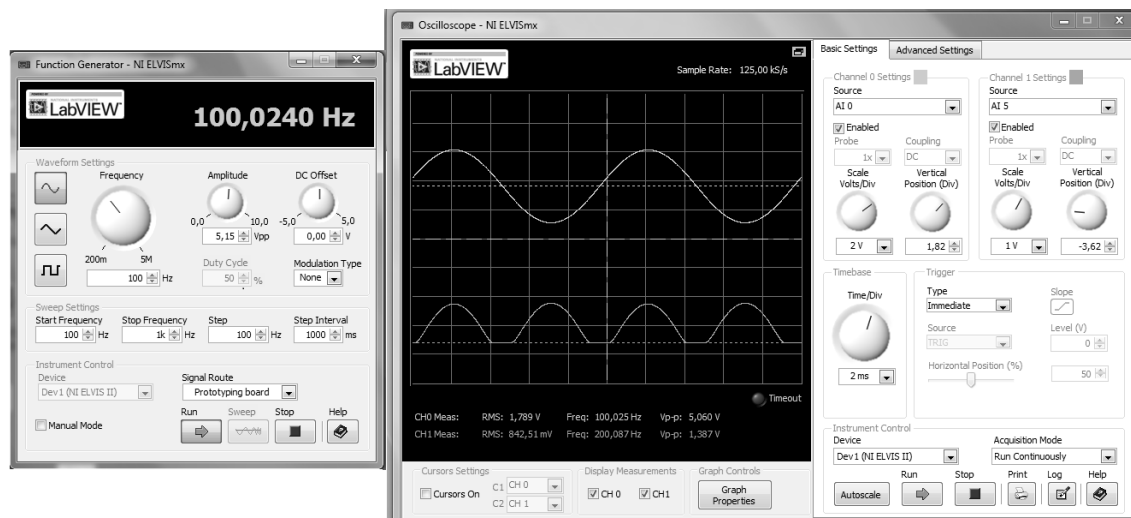 Function Generator - NI ELVISmx
LabVIEW
100,0240 Hz
Waveform Settings
Frequency
Amplitude
DC Offset
0,0
10,0
-5,0
5,0
5,15
Vpp
0,00
V
200m
5M
100
Hz
Duty Cycle
50
%
Modulation Type
None
Sweep Settings
Start Frequency
Stop Frequency
Step
Step Interval
100
Hz
1k
Hz
100
Hz
1000
ms
Instrument Control
Device
Signal Route
Dev1 (NI ELVIS II)
Prototyping board
Manual Mode
Run
Sweep
Stop
Help
Oscilloscope - NI ELVISmx
LabVIEW
Sample Rate: 125,00 kS/s
Timeout
CH0 Meas: RMS: 1,789 V Freq: 100,025 Hz Vp-p: 5,060 V
CH1 Meas: RMS: 842,51 mV Freq: 200,087 Hz Vp-p: 1,387 V
Cursors Settings
Cursors On
C1
CH 0
C2
CH 1
Display Measurements
CH 0
CH1
Graph Controls
Graph
Properties
Basic Settings
Advanced Settings
Channel 0 Settings
Source
AI 0
Enabled
Probe
Coupling
1x
DC
Scale
Volts/Div
Vertical
Position (Div)
2 V
1,82
Channel 1 Settings
Source
AI 5
Enabled
Probe
Coupling
1x
DC
Scale
Volts/Div
Vertical
Position (Div)
1 V
-3,62
Timebase
Time/Div
2 ms
Trigger
Type
Immediate
Slope
Source
TRIG
Level (V)
0
Horizontal Position (%)
50
Instrument Control
Device
Dev1 (NI ELVIS II)
Acquisition Mode
Run Continuously
Autoscale
Run
Stop
Print
Log
Help